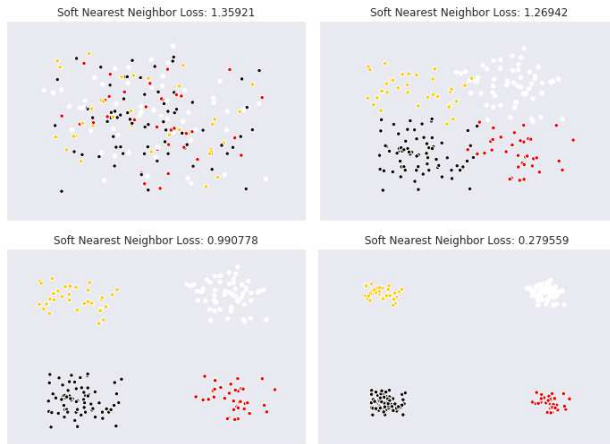 Soft Nearest Neighbor Loss: 1.35921
Soft Nearest Neighbor Loss: 1.26942
Soft Nearest Neighbor Loss: 0.990778
Soft Nearest Neighbor Loss: 0.279559